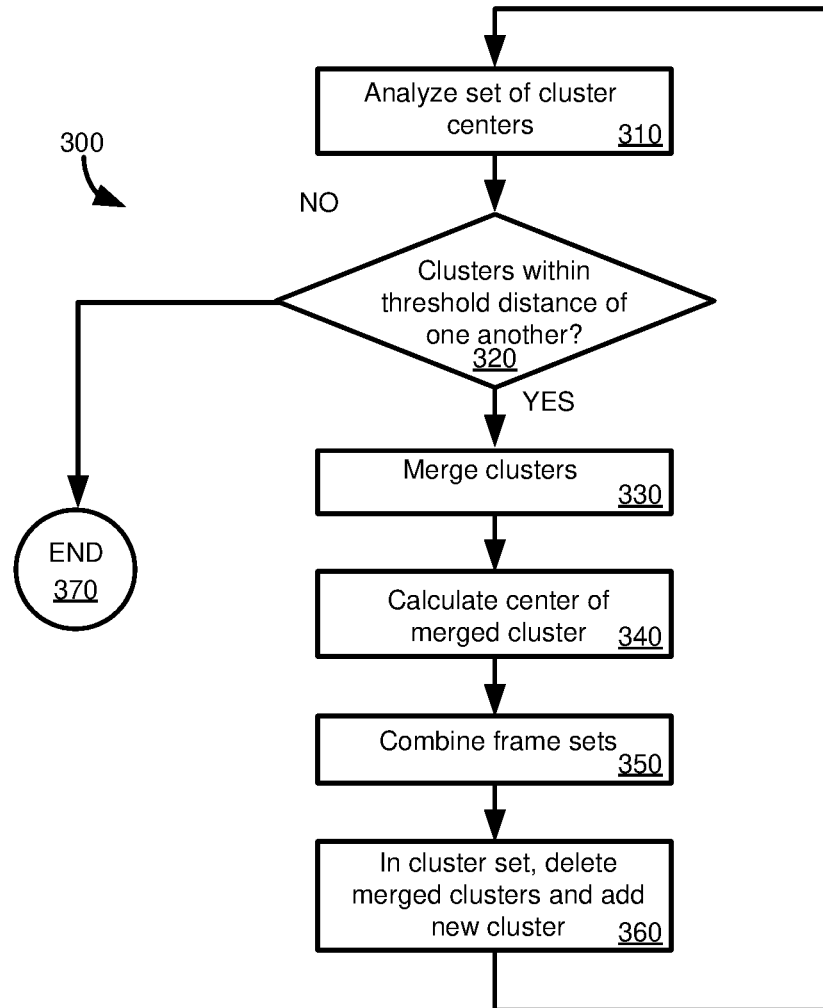 Analyze set of cluster
centers
310
300
NO
Clusters within
threshold distance of
one another?
320
YES
Merge clusters
330
END
370
Calculate center of
merged cluster
340
Combine frame sets
350
In cluster set, delete
merged clusters and add
new cluster
360